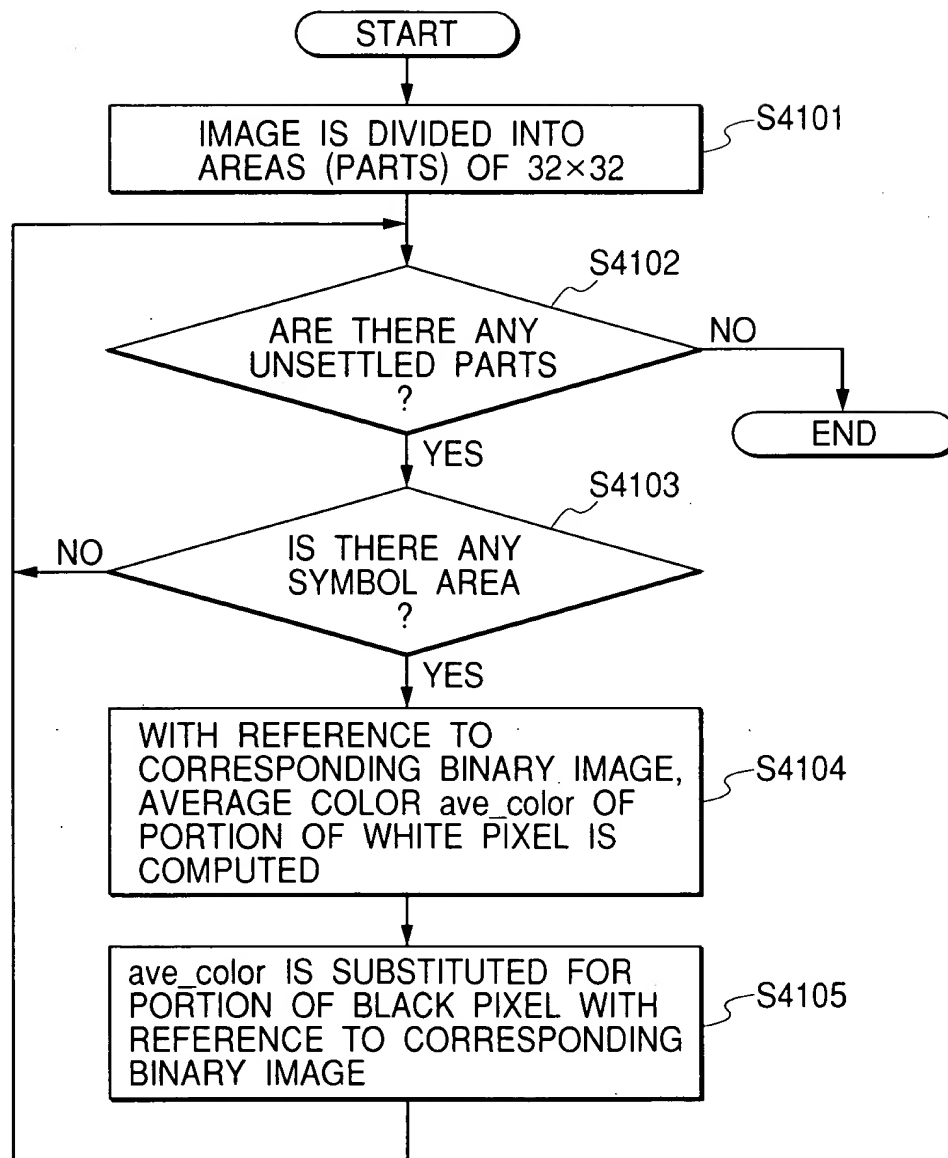 START
IMAGE IS DIVIDED INTO
AREAS (PARTS) OF 32×32
S4101
S4102
ARE THERE ANY
UNSETTLED PARTS
?
NO
END
YES
S4103
IS THERE ANY
SYMBOL AREA
?
NO
YES
WITH REFERENCE TO
CORRESPONDING BINARY IMAGE,
AVERAGE COLOR ave_color OF
PORTION OF WHITE PIXEL IS
COMPUTED
S4104
ave_color IS SUBSTITUTED FOR
PORTION OF BLACK PIXEL WITH
REFERENCE TO CORRESPONDING
BINARY IMAGE
S4105